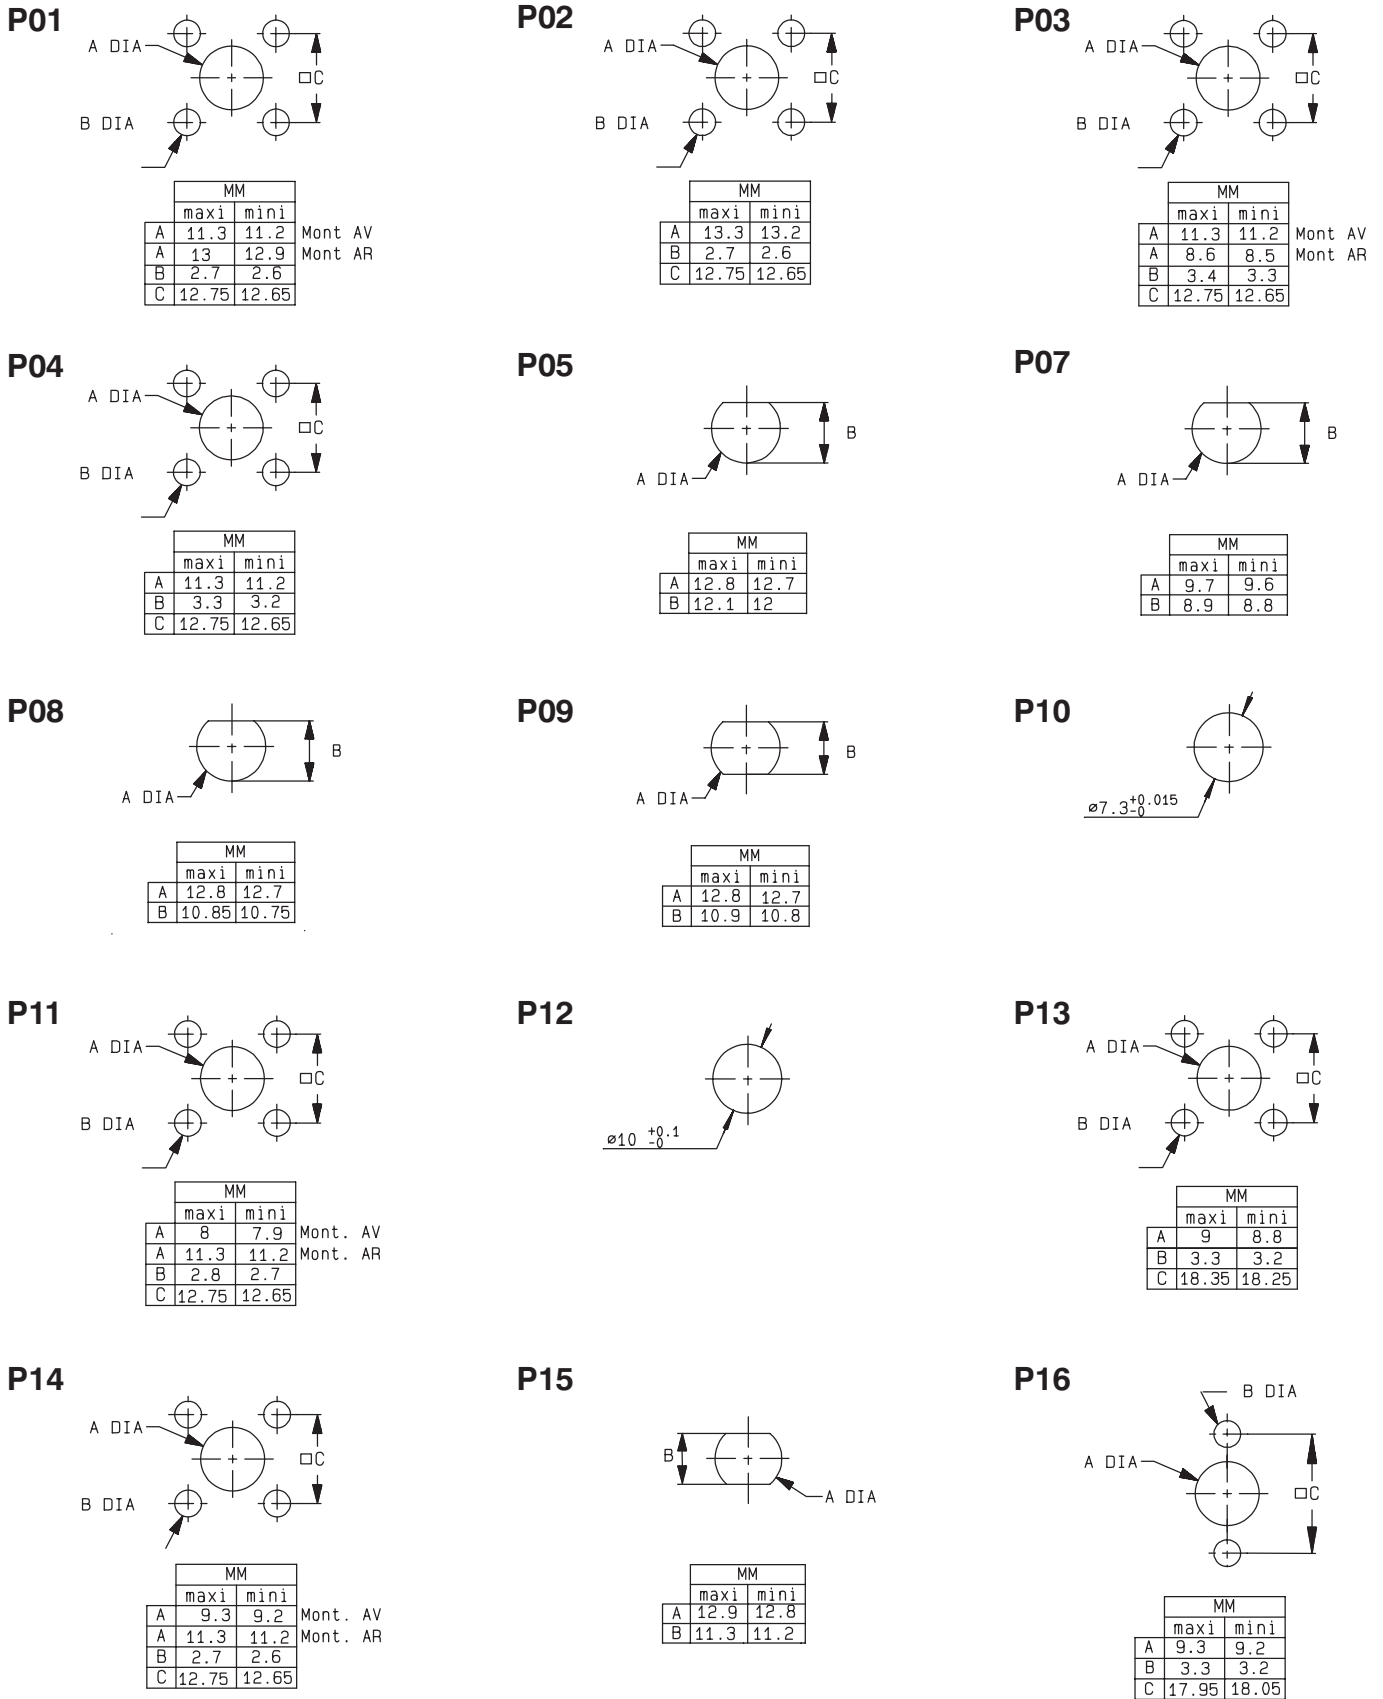 P01
A DIA
□C
B DIA
MM
maxi mini
A 11.3 11.2 Mont AV
A 13 12.9 Mont AR
B 2.7 2.6
C 12.75 12.65
P02
A DIA
□C
B DIA
MM
maxi mini
A 13.3 13.2
B 2.7 2.6
C 12.75 12.65
P03
A DIA
□C
B DIA
MM
maxi mini
A 11.3 11.2 Mont AV
A 8.6 8.5 Mont AR
B 3.4 3.3
C 12.75 12.65
P04
A DIA
□C
B DIA
MM
maxi mini
A 11.3 11.2
B 3.3 3.2
C 12.75 12.65
P05
B
A DIA
MM
maxi mini
A 12.8 12.7
B 12.1 12
P07
B
A DIA
MM
maxi mini
A 9.7 9.6
B 8.9 8.8
P08
B
A DIA
MM
maxi mini
A 12.8 12.7
B 10.85 10.75
P09
B
A DIA
MM
maxi mini
A 12.8 12.7
B 10.9 10.8
P10
ø7.3 +0.015 -0
P11
A DIA
□C
B DIA
MM
maxi mini
A 8 7.9 Mont. AV
A 11.3 11.2 Mont. AR
B 2.8 2.7
C 12.75 12.65
P12
ø10 +0.1 -0
P13
A DIA
□C
B DIA
MM
maxi mini
A 9 8.8
B 3.3 3.2
C 18.35 18.25
P14
A DIA
□C
B DIA
MM
maxi mini
A 9.3 9.2 Mont. AV
A 11.3 11.2 Mont. AR
B 2.7 2.6
C 12.75 12.65
P15
B
A DIA
MM
maxi mini
A 12.9 12.8
B 11.3 11.2
P16
B DIA
A DIA
□C
MM
maxi mini
A 9.3 9.2
B 3.3 3.2
C 17.95 18.05